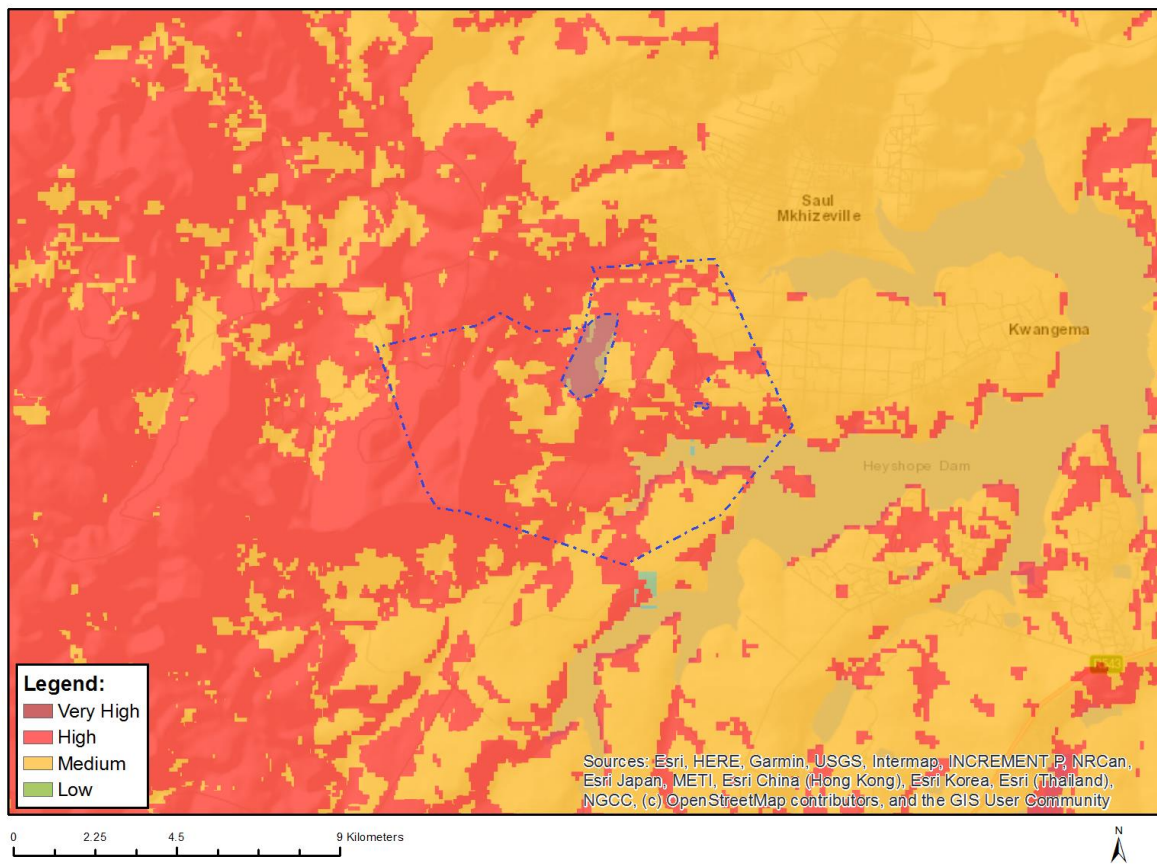 Saul
Mkhizeville
Kwangema
Heyshope Dam
Legend:
Very High
High
Medium
Low
Sources: Esri, HERE, Garmin, USGS, Intermap, INCREMENT P, NRCan,
Esri Japan, METI, Esri China (Hong Kong), Esri Korea, Esri (Thailand),
NGCC, (c) OpenStreetMap contributors, and the GIS User Community
0 2.25 4.5 9 Kilometers
N